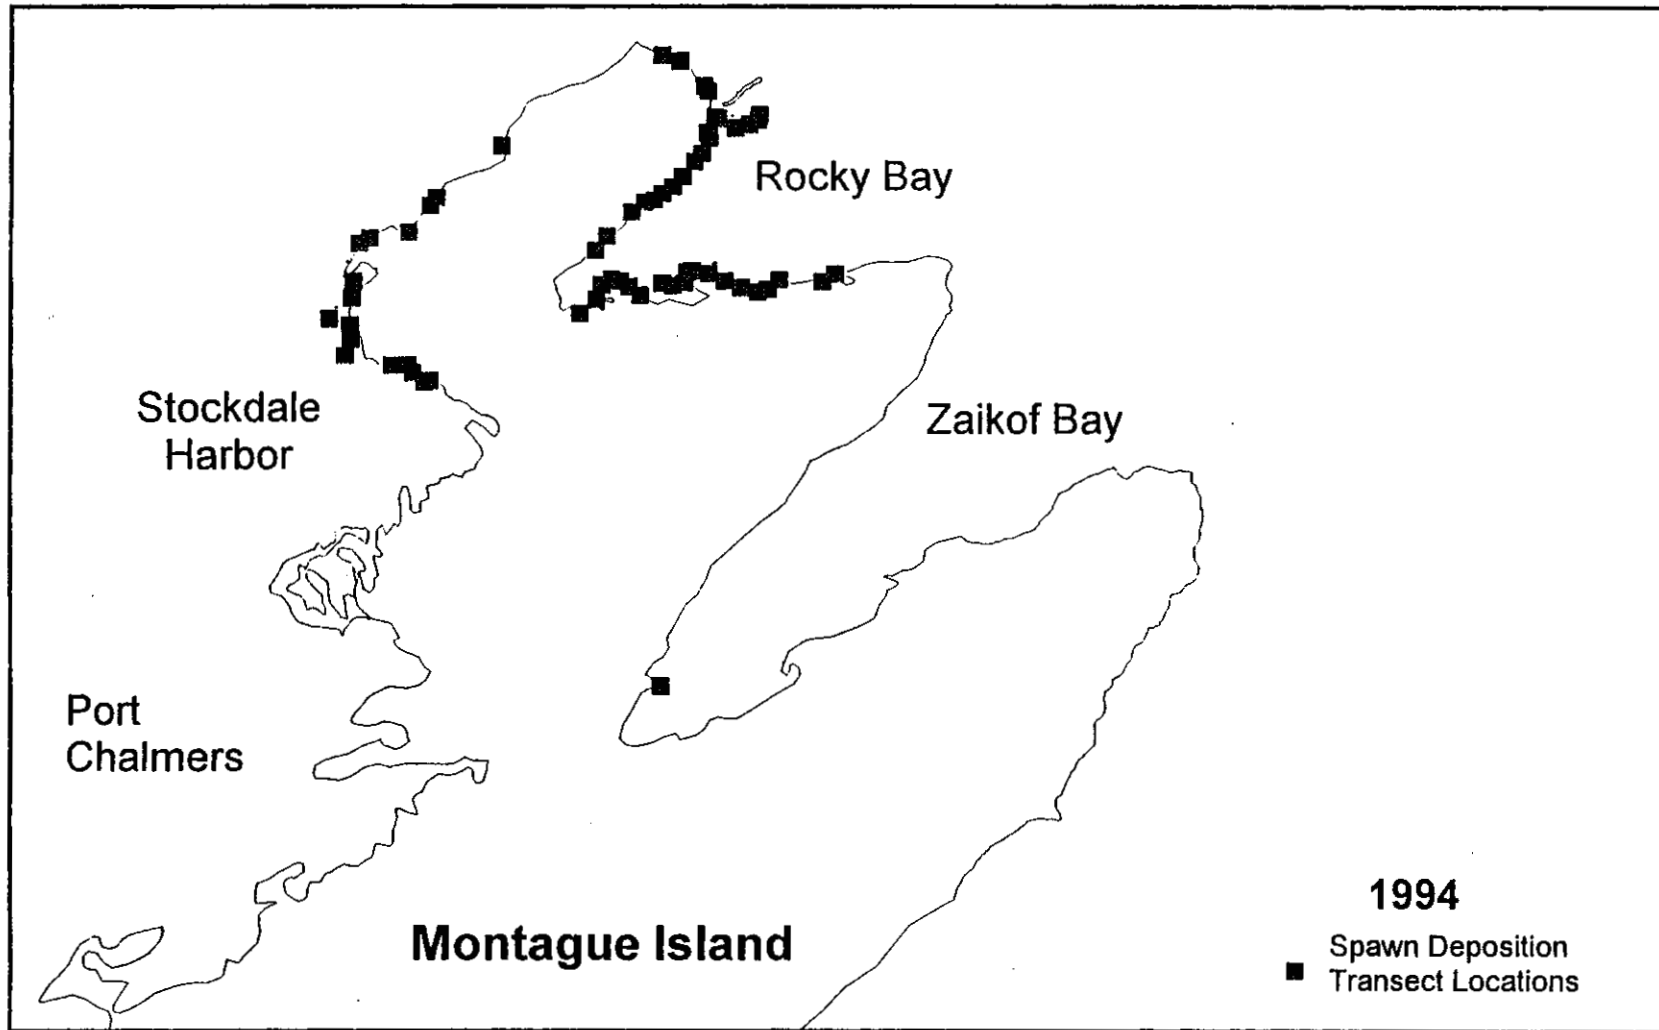 Rocky Bay
Stockdale
Harbor
Zaikof Bay
Port
Chalmers
Montague Island
1994
Spawn Deposition
Transect Locations